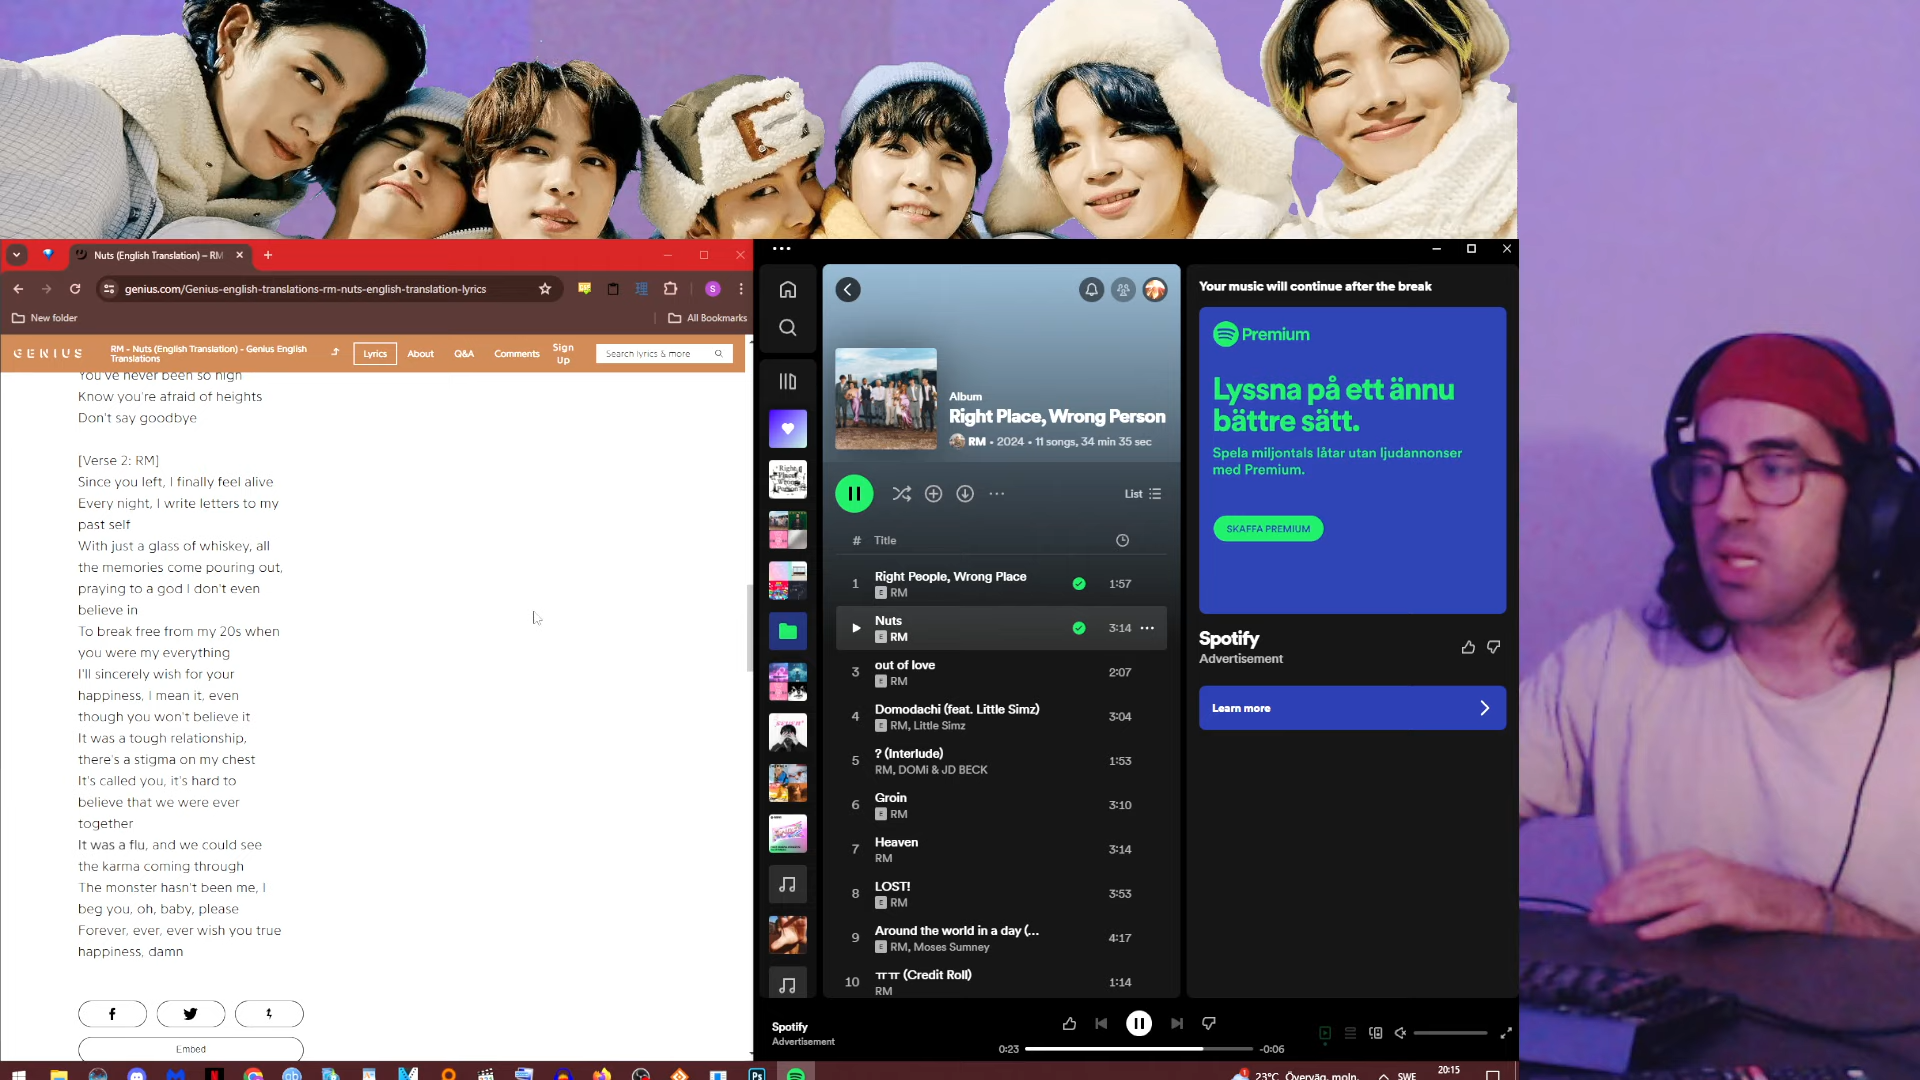 Nuts (English Translation) – RM
genius.com/Genius-english-translations-rm-nuts-english-translation-lyrics
S
New folder
All Bookmarks
GENIUS
RM - Nuts (English Translation) - Genius English
Translations
Lyrics
About
Q&A
Comments
Sign
Up
Search lyrics & more
You've never been so high
Know you're afraid of heights
Don't say goodbye
[Verse 2: RM]
Since you left, I finally feel alive
Every night, I write letters to my
past self
With just a glass of whiskey, all
the memories come pouring out,
praying to a god I don't even
believe in
To break free from my 20s when
you were my everything
I'll sincerely wish for your
happiness, I mean it, even
though you won't believe it
It was a tough relationship,
there's a stigma on my chest
It's called you, it's hard to
believe that we were ever
together
It was a flu, and we could see
the karma coming through
The monster hasn't been me, I
beg you, oh, baby, please
Forever, ever, ever wish you true
happiness, damn
Embed
Album
Right Place, Wrong Person
RM • 2024 • 11 songs, 34 min 35 sec
List
# Title
1 Right People, Wrong Place 1:57
E RM
Nuts 3:14
E RM
3 out of love 2:07
E RM
4 Domodachi (feat. Little Simz) 3:04
E RM, Little Simz
5 ? (Interlude) 1:53
RM, DOMi & JD BECK
6 Groin 3:10
E RM
7 Heaven 3:14
RM
8 LOST! 3:53
E RM
9 Around the world in a day (... 4:17
E RM, Moses Sumney
10 ㅠㅠ (Credit Roll) 1:14
RM
Your music will continue after the break
Premium
Lyssna på ett ännu
bättre sätt.
Spela miljontals låtar utan ljudannonser
med Premium.
SKAFFA PREMIUM
Spotify
Advertisement
Learn more
Spotify
Advertisement
0:23
-0:06
23°C Överväg. moln.
SWE
20:15